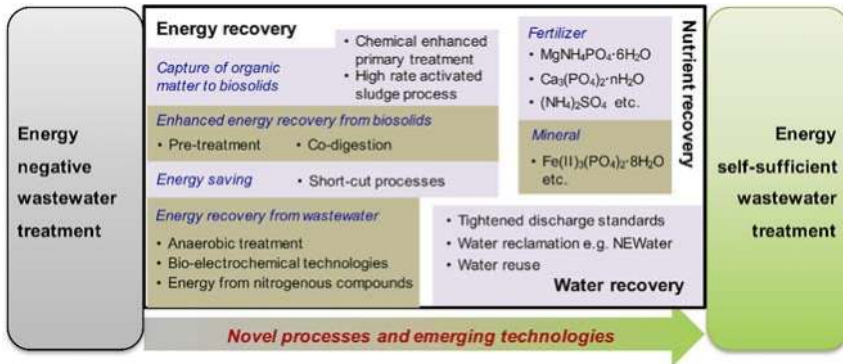 Energy
negative
wastewater
treatment
Energy recovery
Capture of organic
matter to biosolids
• Chemical enhanced
primary treatment
• High rate activated
sludge process
Enhanced energy recovery from biosolids
• Pre-treatment • Co-digestion
Energy saving • Short-cut processes
Energy recovery from wastewater
• Anaerobic treatment
• Bio-electrochemical technologies
• Energy from nitrogenous compounds
Fertilizer
• MgNH4PO4·6H2O
• Ca3(PO4)2·nH2O
• (NH4)2SO4 etc.
Mineral
• Fe(II)3(PO4)2·8H2O
etc.
Nutrient recovery
• Tightened discharge standards
• Water reclamation e.g. NEWater
• Water reuse
Water recovery
Energy
self-sufficient
wastewater
treatment
Novel processes and emerging technologies